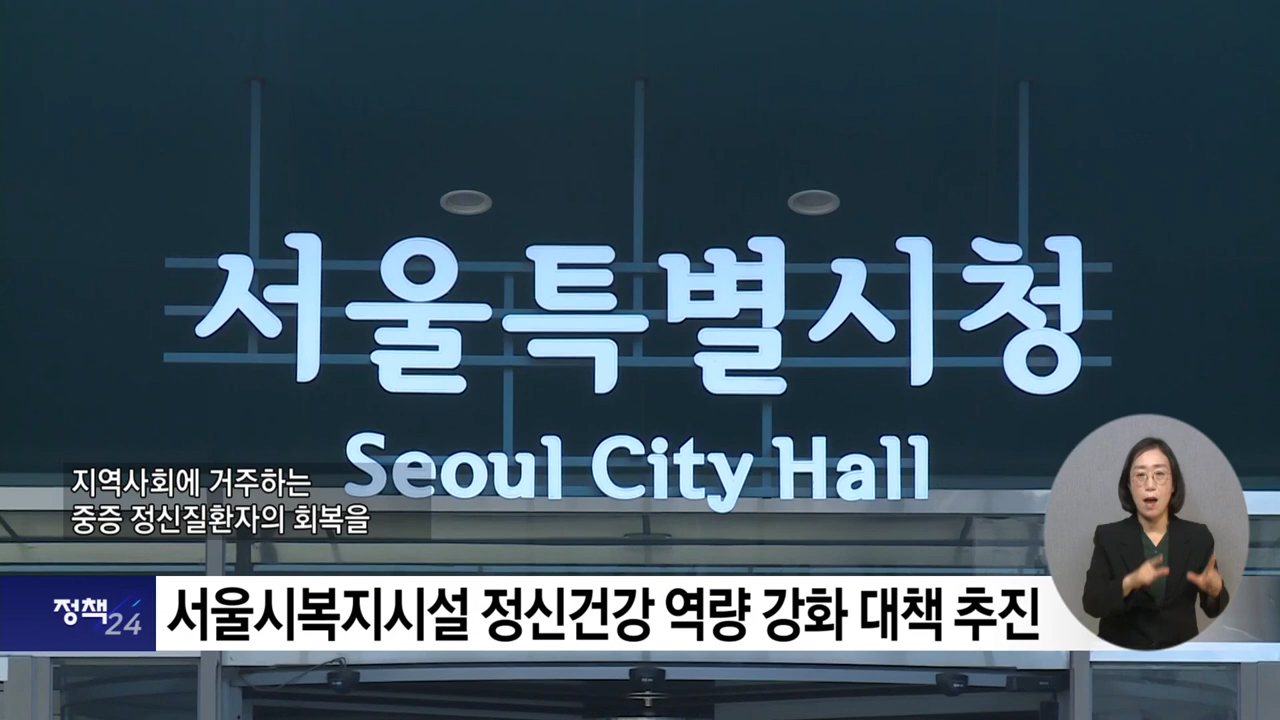 서울특별시청
Seoul City Hall
지역사회에 거주하는
중증 정신질환자의 회복을
정책24
서울시복지시설 정신건강 역량 강화 대책 추진